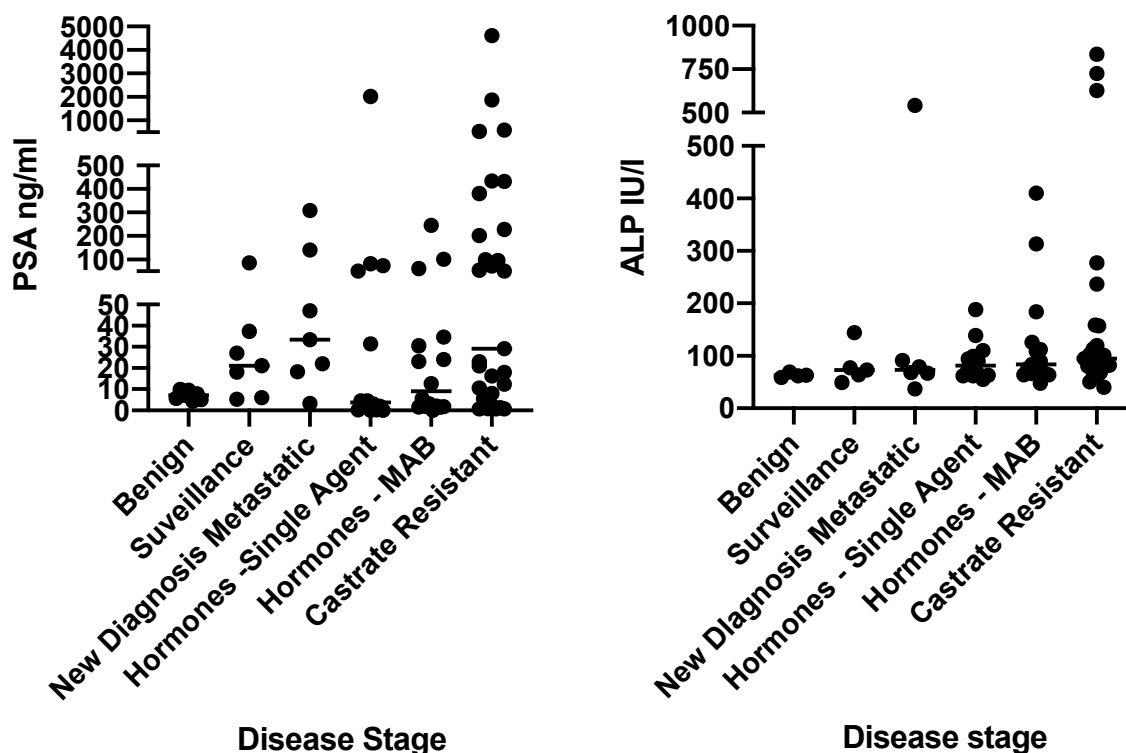 PSA ng/ml
5000
4000
3000
2000
1000
500
400
300
200
100
50
40
30
20
10
0
Benign
Suveillance
New Diagnosis Metastatic
Hormones -Single Agent
Hormones - MAB
Castrate Resistant
Disease Stage
ALP IU/l
1000
750
500
500
400
300
200
100
0
Benign
Surveillance
New DIagnosis Metastatic
Hormones - Single Agent
Hormones - MAB
Castrate Resistant
Disease stage